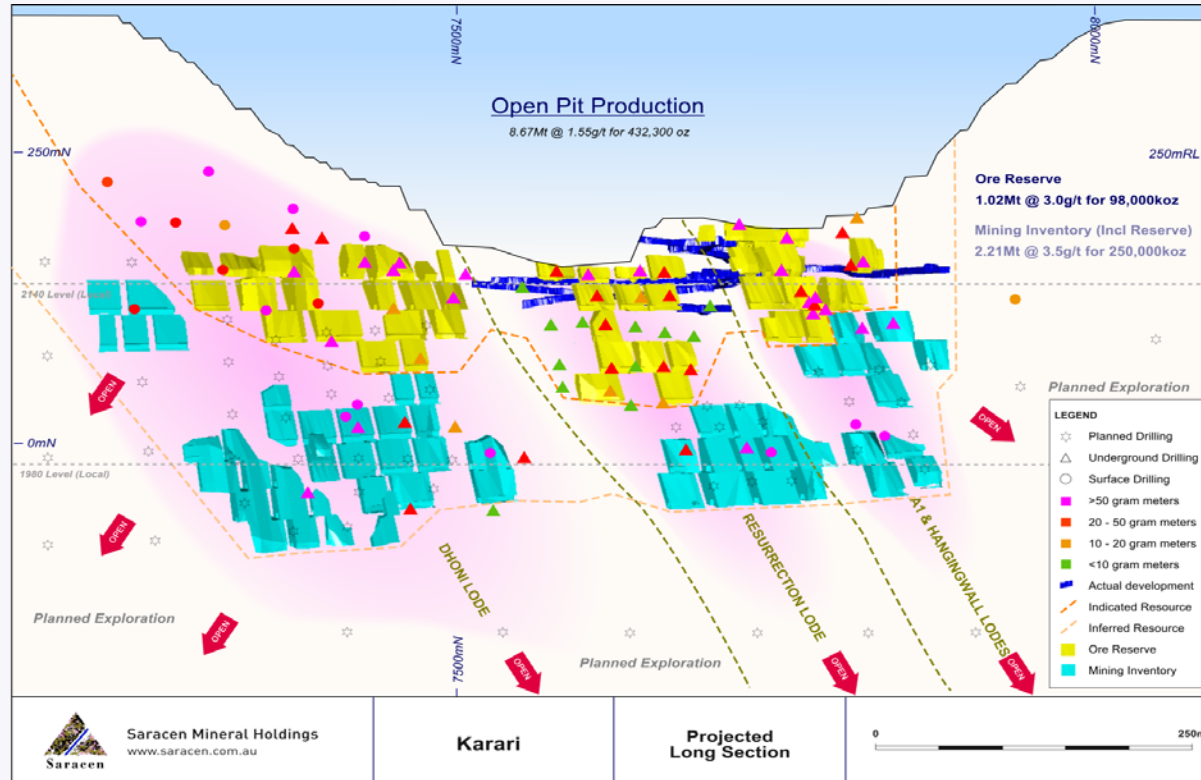 7500mN
8000mN
Open Pit Production
8.67Mt @ 1.55g/t for 432,300 oz
250mN
250mRL
Ore Reserve
1.02Mt @ 3.0g/t for 98,000koz
Mining Inventory (Incl Reserve)
2.21Mt @ 3.5g/t for 250,000koz
2140 Level (Local)
OPEN
Planned Exploration
OPEN
0mN
1980 Level (Local)
OPEN
DHONI LODE
RESURRECTION LODE
A1 & HANGINGWALL LODES
Planned Exploration
OPEN
7500mN
Planned Exploration
OPEN
OPEN
OPEN
LEGEND
Planned Drilling
Underground Drilling
Surface Drilling
>50 gram meters
20 - 50 gram meters
10 - 20 gram meters
<10 gram meters
Actual development
Indicated Resource
Inferred Resource
Ore Reserve
Mining Inventory
Saracen
Saracen Mineral Holdings
www.saracen.com.au
Karari
Projected
Long Section
0